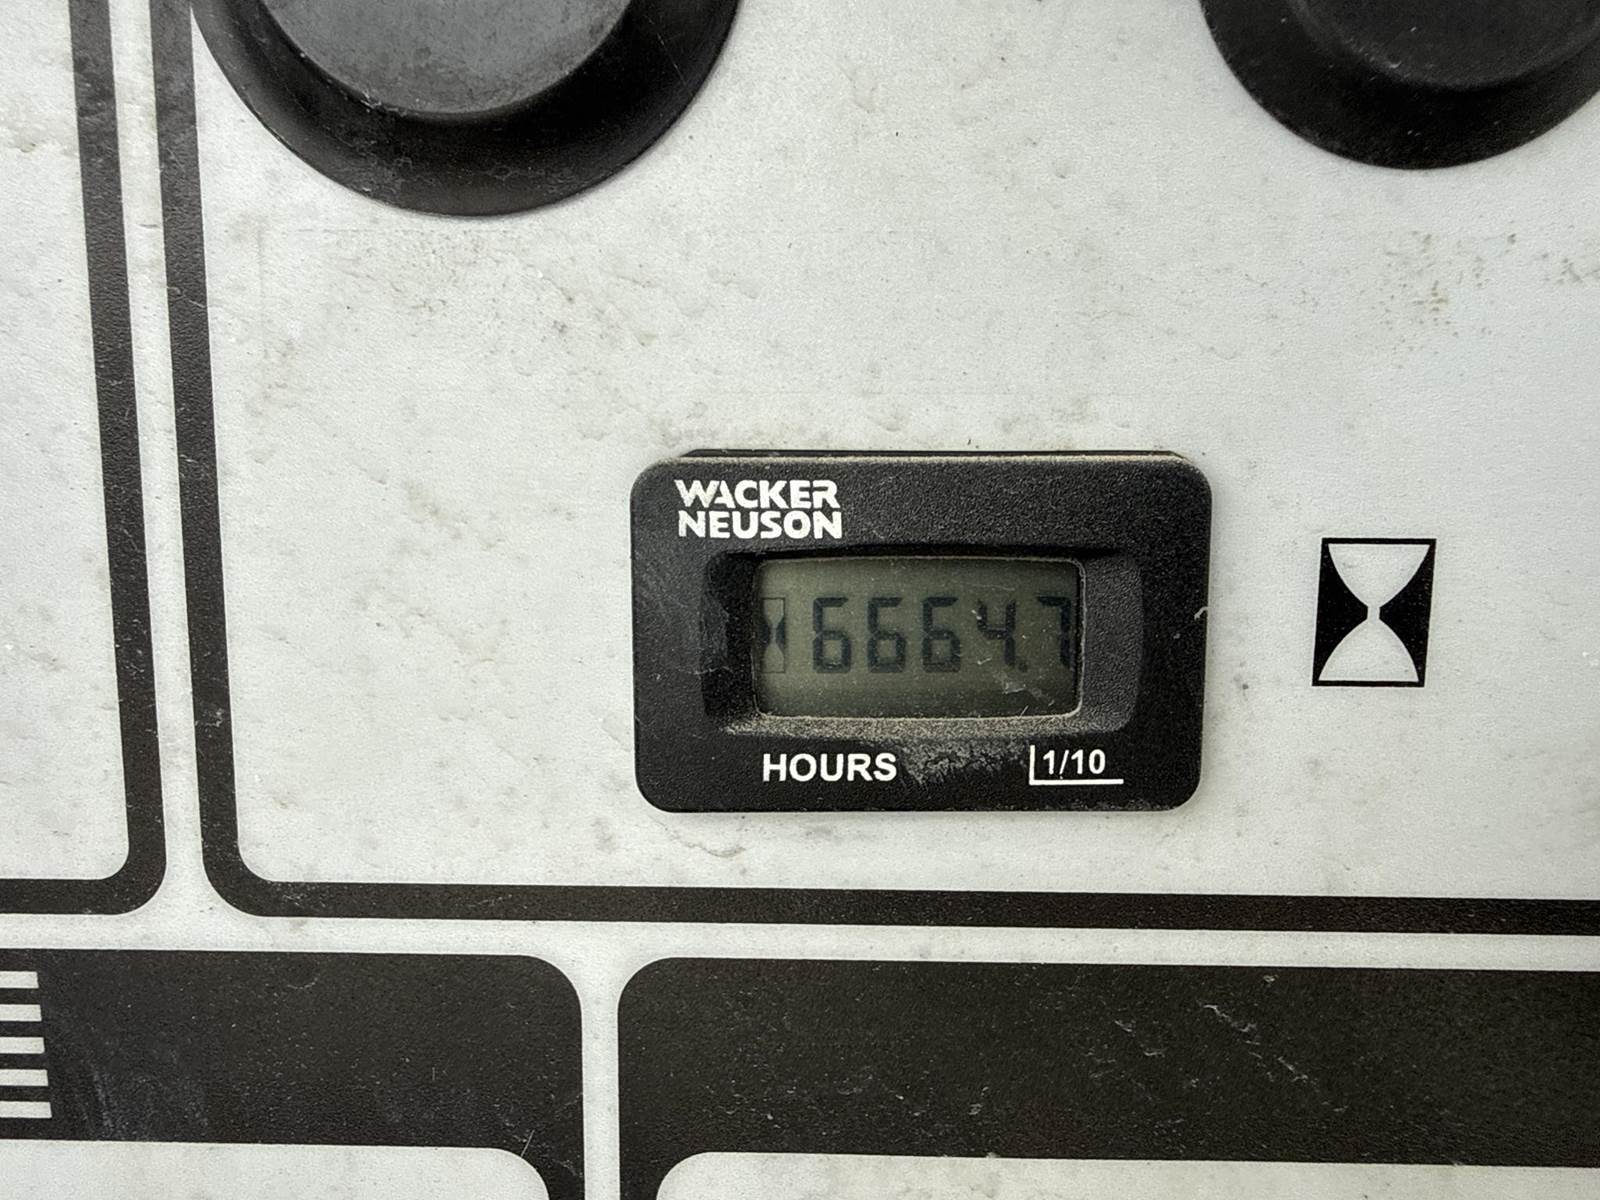 WACKER
NEUSON
6664.7
HOURS
1/10